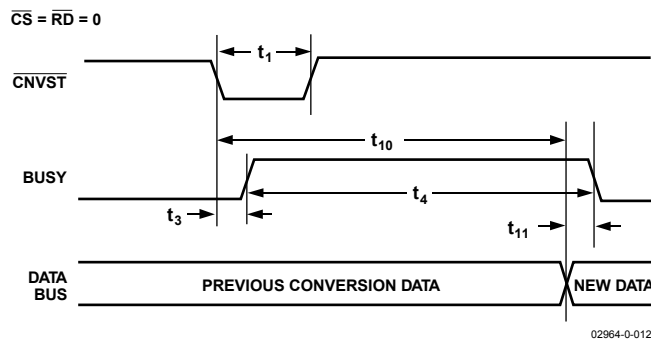 CS = RD = 0
t1
CNVST
t10
BUSY
t4
t3
t11
DATA
BUS
PREVIOUS CONVERSION DATA
NEW DATA
02964-0-012